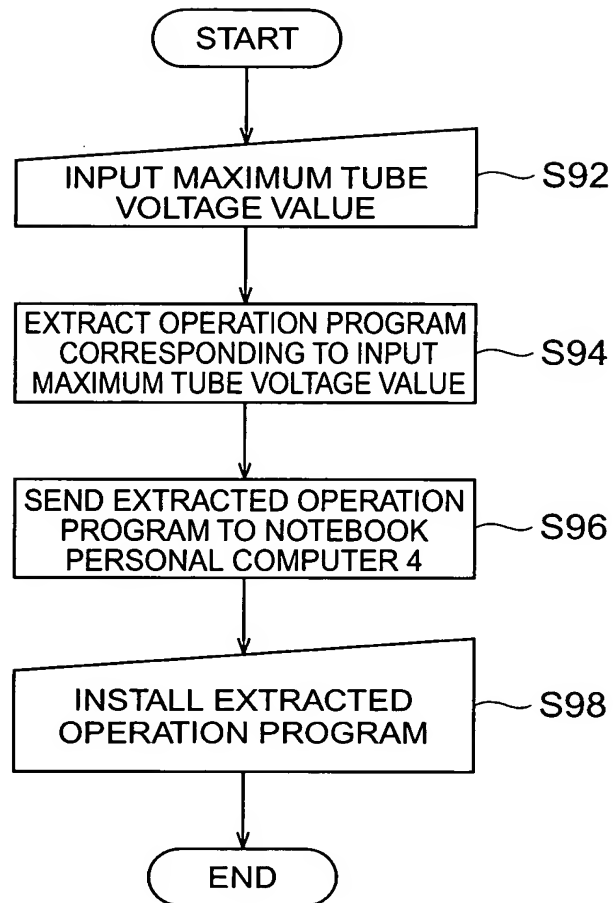 START
INPUT MAXIMUM TUBE
VOLTAGE VALUE
S92
EXTRACT OPERATION PROGRAM
CORRESPONDING TO INPUT
MAXIMUM TUBE VOLTAGE VALUE
S94
SEND EXTRACTED OPERATION
PROGRAM TO NOTEBOOK
PERSONAL COMPUTER 4
S96
INSTALL EXTRACTED
OPERATION PROGRAM
S98
END